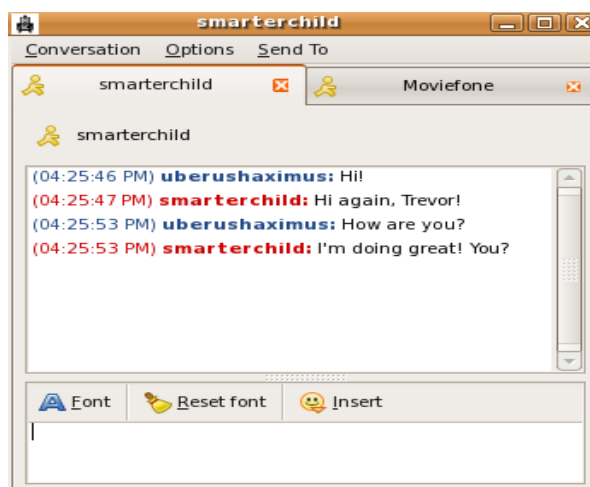 smarterchild
Conversation Options Send To
smarterchild Moviefone
smarterchild
(04:25:46 PM) uberushaximus: Hi!
(04:25:47 PM) smarterchild: Hi again, Trevor!
(04:25:53 PM) uberushaximus: How are you?
(04:25:53 PM) smarterchild: I'm doing great! You?
Font Reset font Insert